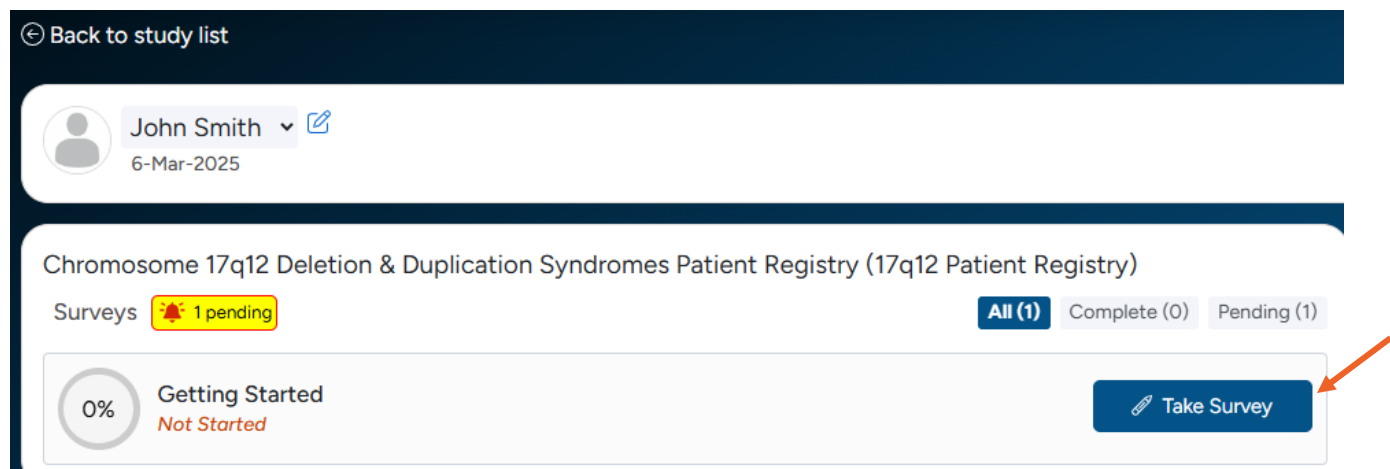 Back to study list
John Smith
6-Mar-2025
Chromosome 17q12 Deletion & Duplication Syndromes Patient Registry (17q12 Patient Registry)
Surveys 1 pending All (1) Complete (0) Pending (1)
0% Getting Started
Not Started
Take Survey